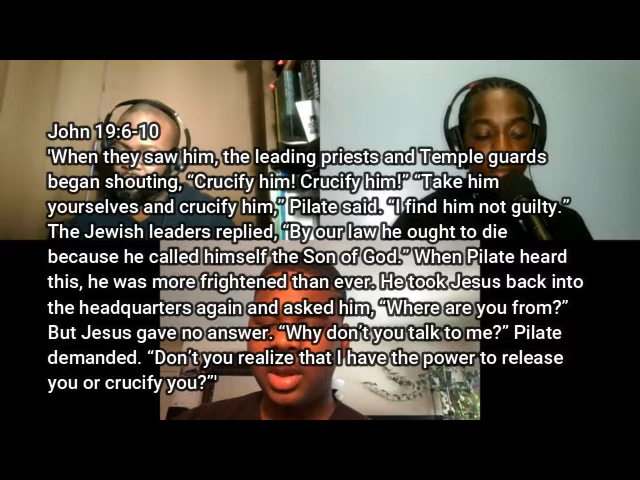 John 19:6-10
'When they saw him, the leading priests and Temple guards
began shouting, “Crucify him! Crucify him!” “Take him
yourselves and crucify him,” Pilate said. “I find him not guilty.”
The Jewish leaders replied, “By our law he ought to die
because he called himself the Son of God.” When Pilate heard
this, he was more frightened than ever. He took Jesus back into
the headquarters again and asked him, “Where are you from?”
But Jesus gave no answer. “Why don’t you talk to me?” Pilate
demanded. “Don’t you realize that I have the power to release
you or crucify you?”'